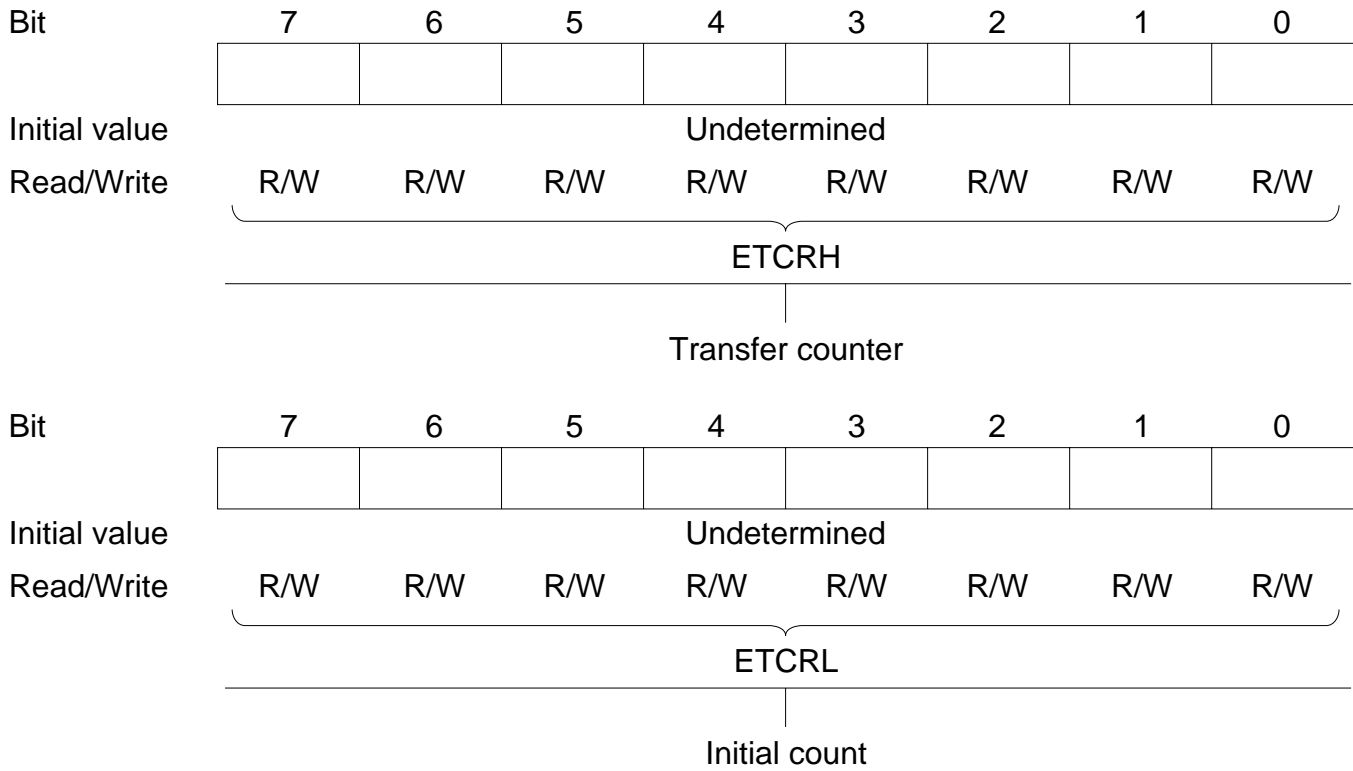 Bit 7 6 5 4 3 2 1 0
Initial value Undetermined
Read/Write R/W R/W R/W R/W R/W R/W R/W R/W
ETCRH
Transfer counter
Bit 7 6 5 4 3 2 1 0
Initial value Undetermined
Read/Write R/W R/W R/W R/W R/W R/W R/W R/W
ETCRL
Initial count